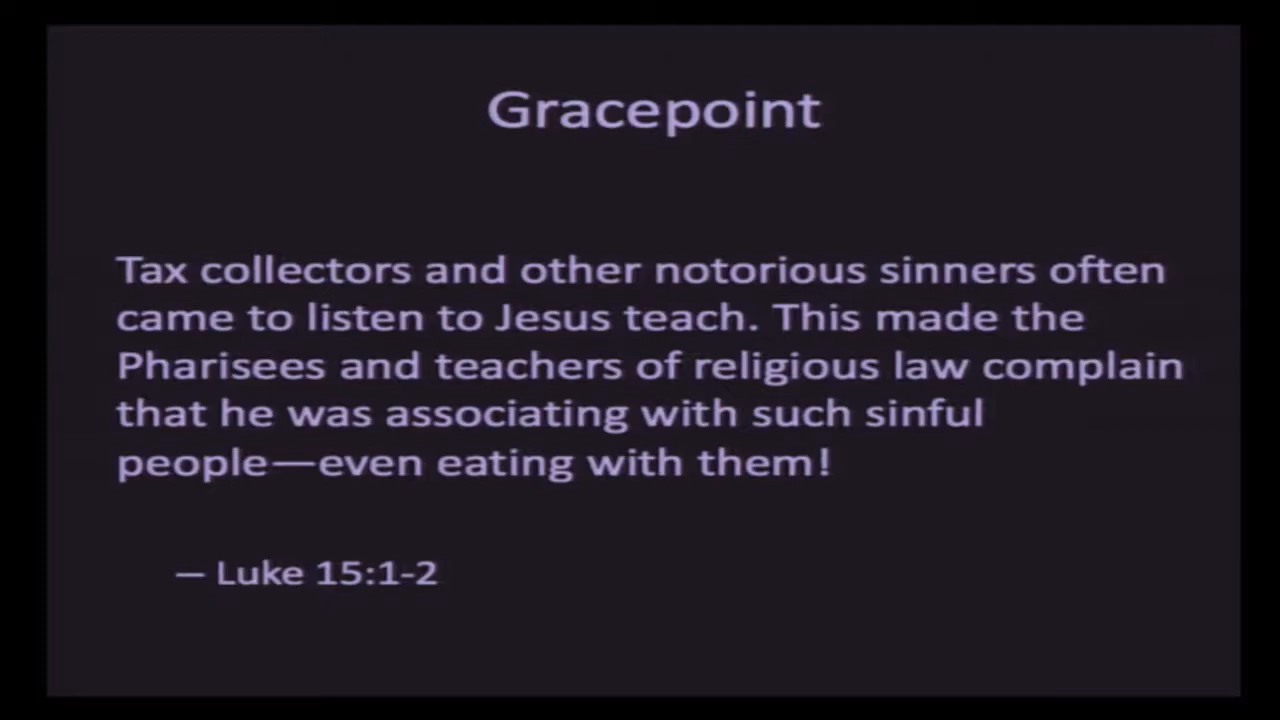 Gracepoint
Tax collectors and other notorious sinners often
came to listen to Jesus teach. This made the
Pharisees and teachers of religious law complain
that he was associating with such sinful
people—even eating with them!
– Luke 15:1-2